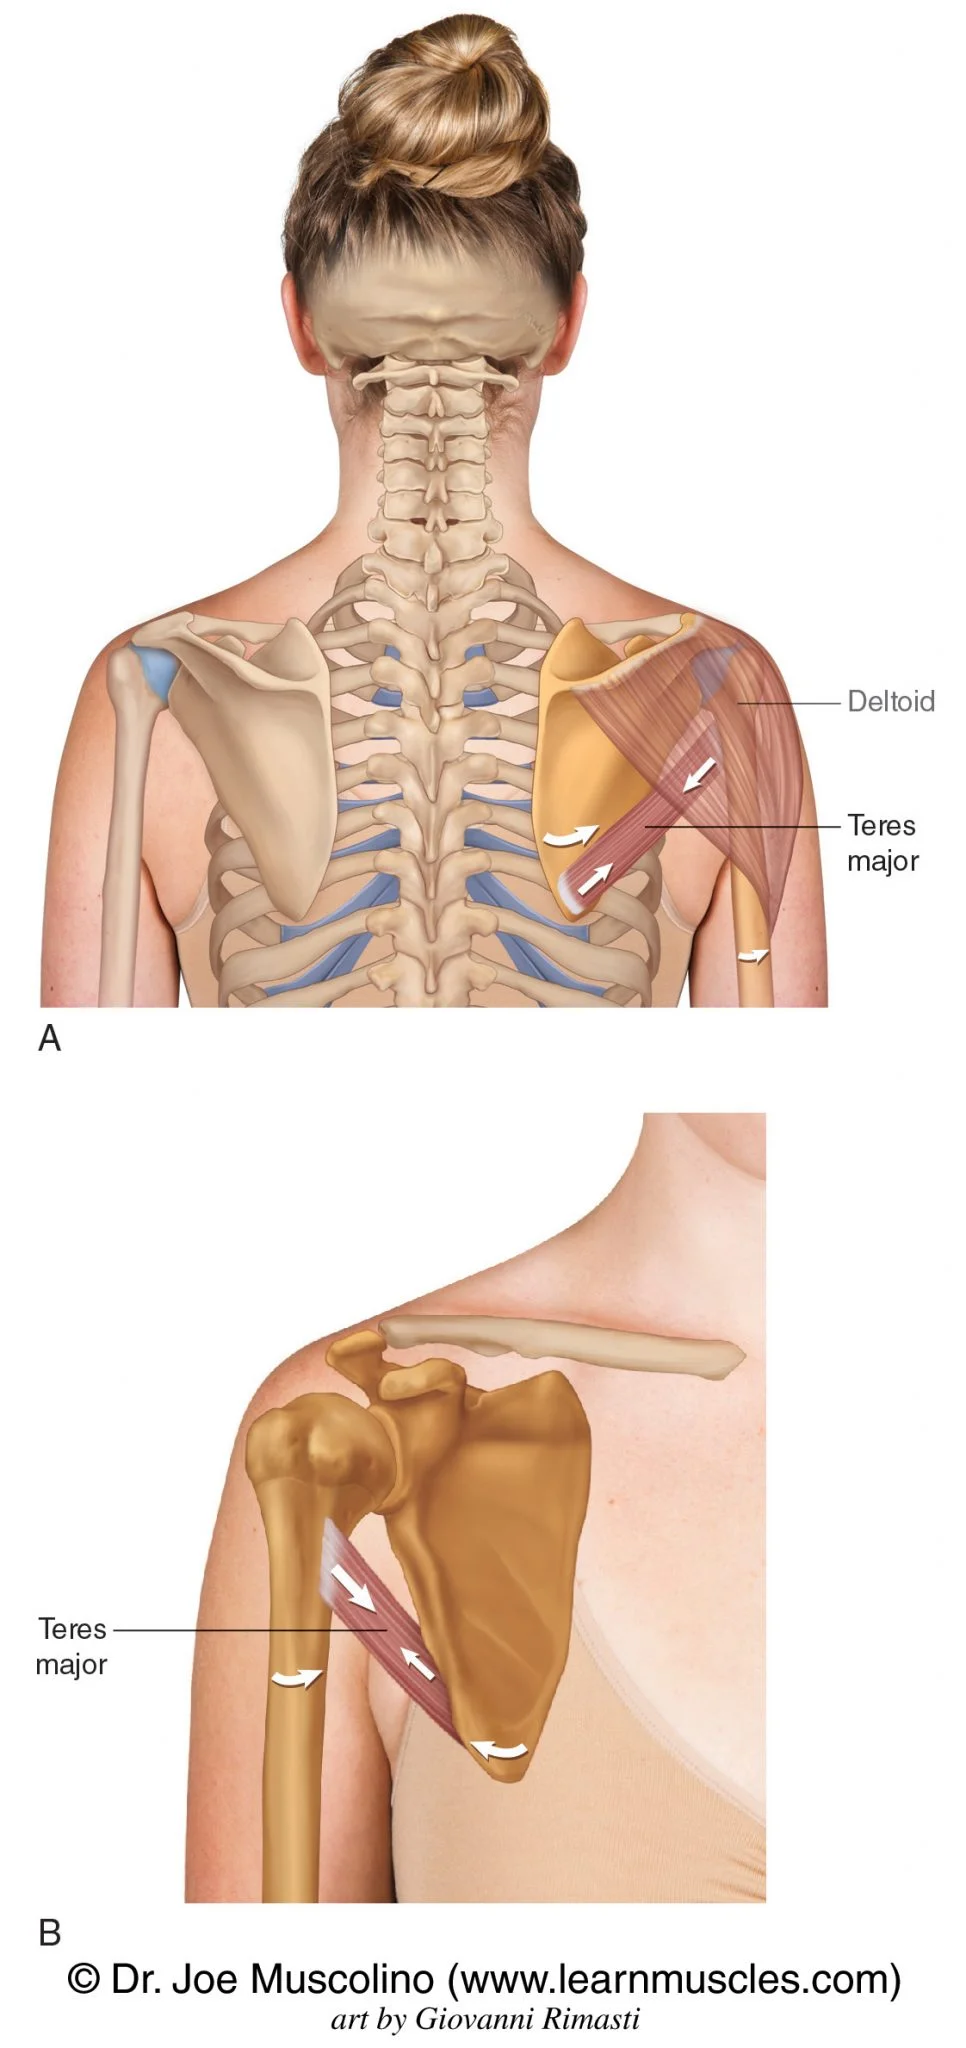 Deltoid
Teres
major
A
Teres
major
B
© Dr. Joe Muscolino (www.learnmuscles.com)
art by Giovanni Rimasti